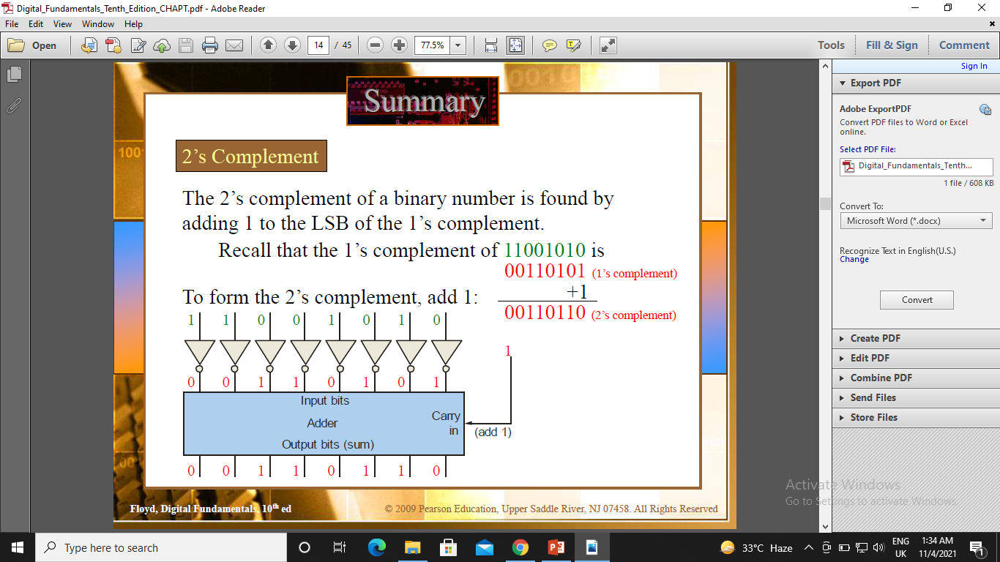 Digital_Fundamentals_Tenth_Edition_CHAPT.pdf - Adobe Reader
File Edit View Window Help
Open 14 / 45 77.5% Tools Fill & Sign Comment
Sign In
Export PDF
Adobe ExportPDF
Convert PDF files to Word or Excel
online.
Select PDF File:
Digital_Fundamentals_Tenth...
1 file / 608 KB
Convert To:
Microsoft Word (*.docx)
Recognize Text in English(U.S.)
Change
Convert
Create PDF
Edit PDF
Combine PDF
Send Files
Store Files
Summary
2's Complement
The 2's complement of a binary number is found by
adding 1 to the LSB of the 1's complement.
Recall that the 1's complement of 11001010 is
00110101 (1's complement)
+1
To form the 2's complement, add 1:
00110110 (2's complement)
1 1 0 0 1 0 1 0
1
0 0 1 1 0 1 0 1
Input bits
Carry
in
Adder
(add 1)
Output bits (sum)
0 0 1 1 0 1 1 0
Floyd, Digital Fundamentals, 10th ed
© 2009 Pearson Education, Upper Saddle River, NJ 07458. All Rights Reserved
Activate Windows
Go to Settings to activate Windows.
Type here to search
33°C Haze
ENG
UK
1:34 AM
11/4/2021
1